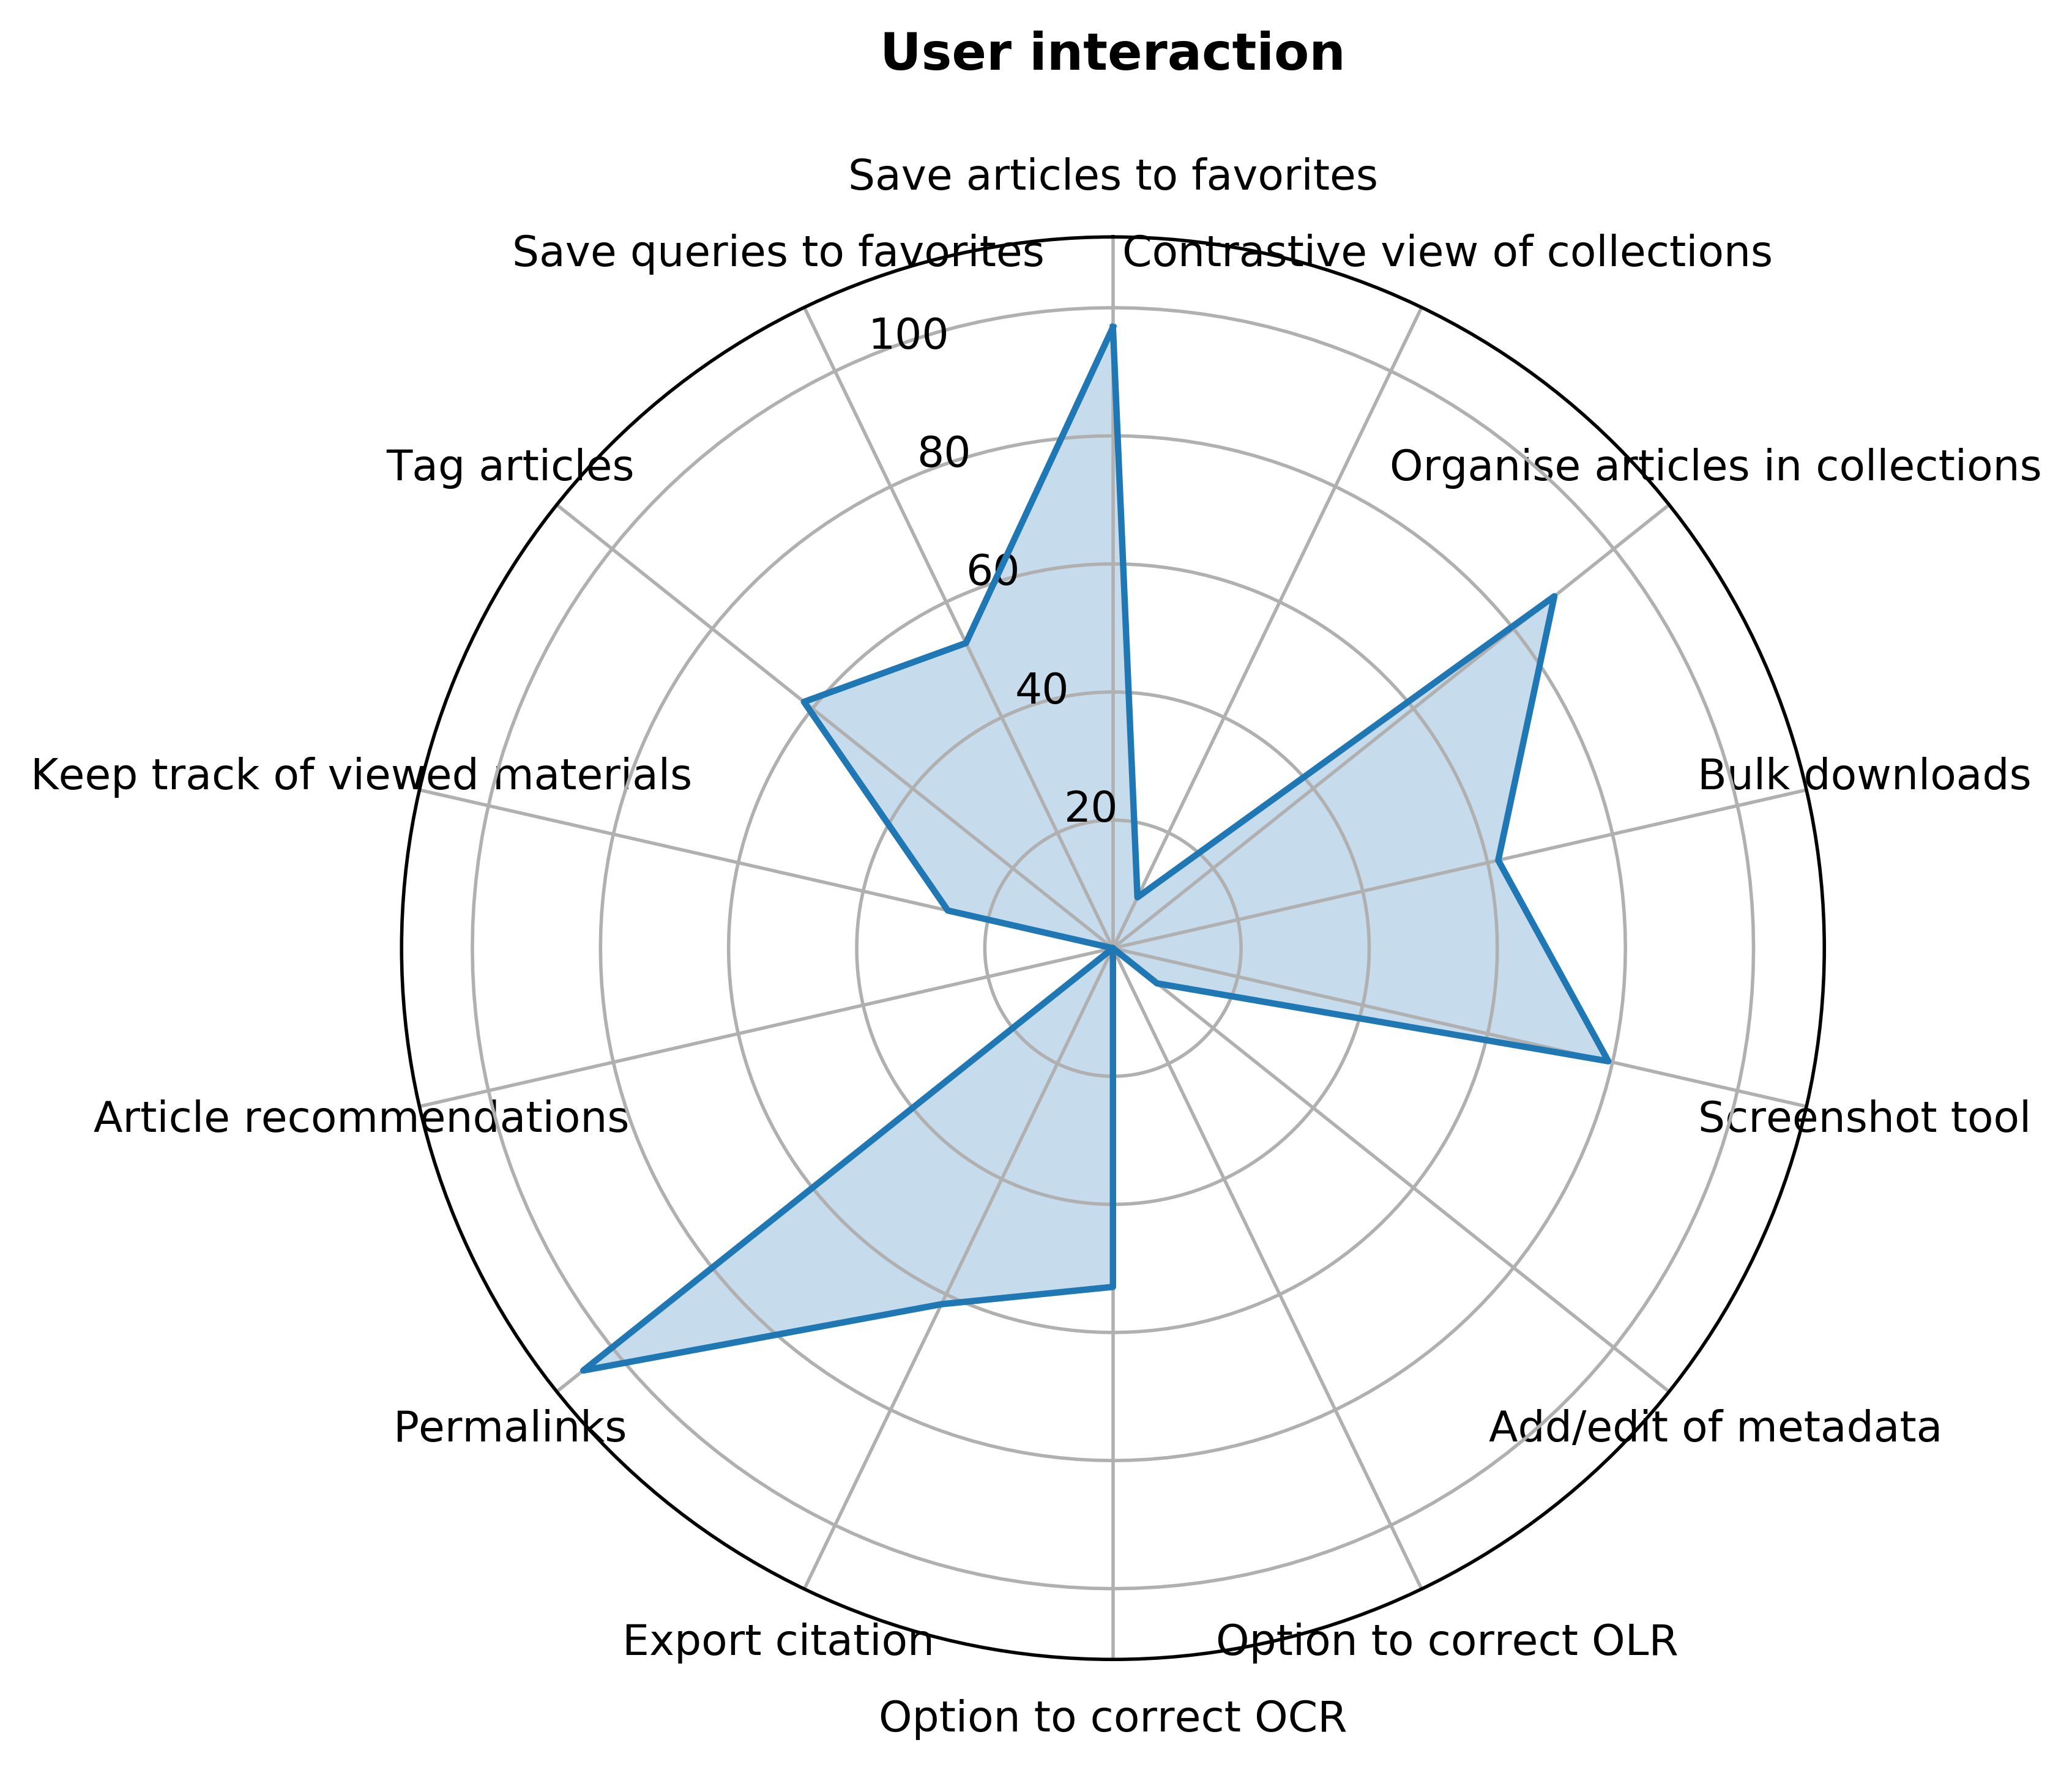 User interaction
Save articles to favorites
Save queries to favorites
Contrastive view of collections
100
80
Tag articles
Organise articles in collections
60
40
Keep track of viewed materials
Bulk downloads
20
Article recommendations
Screenshot tool
Permalinks
Add/edit of metadata
Export citation
Option to correct OLR
Option to correct OCR